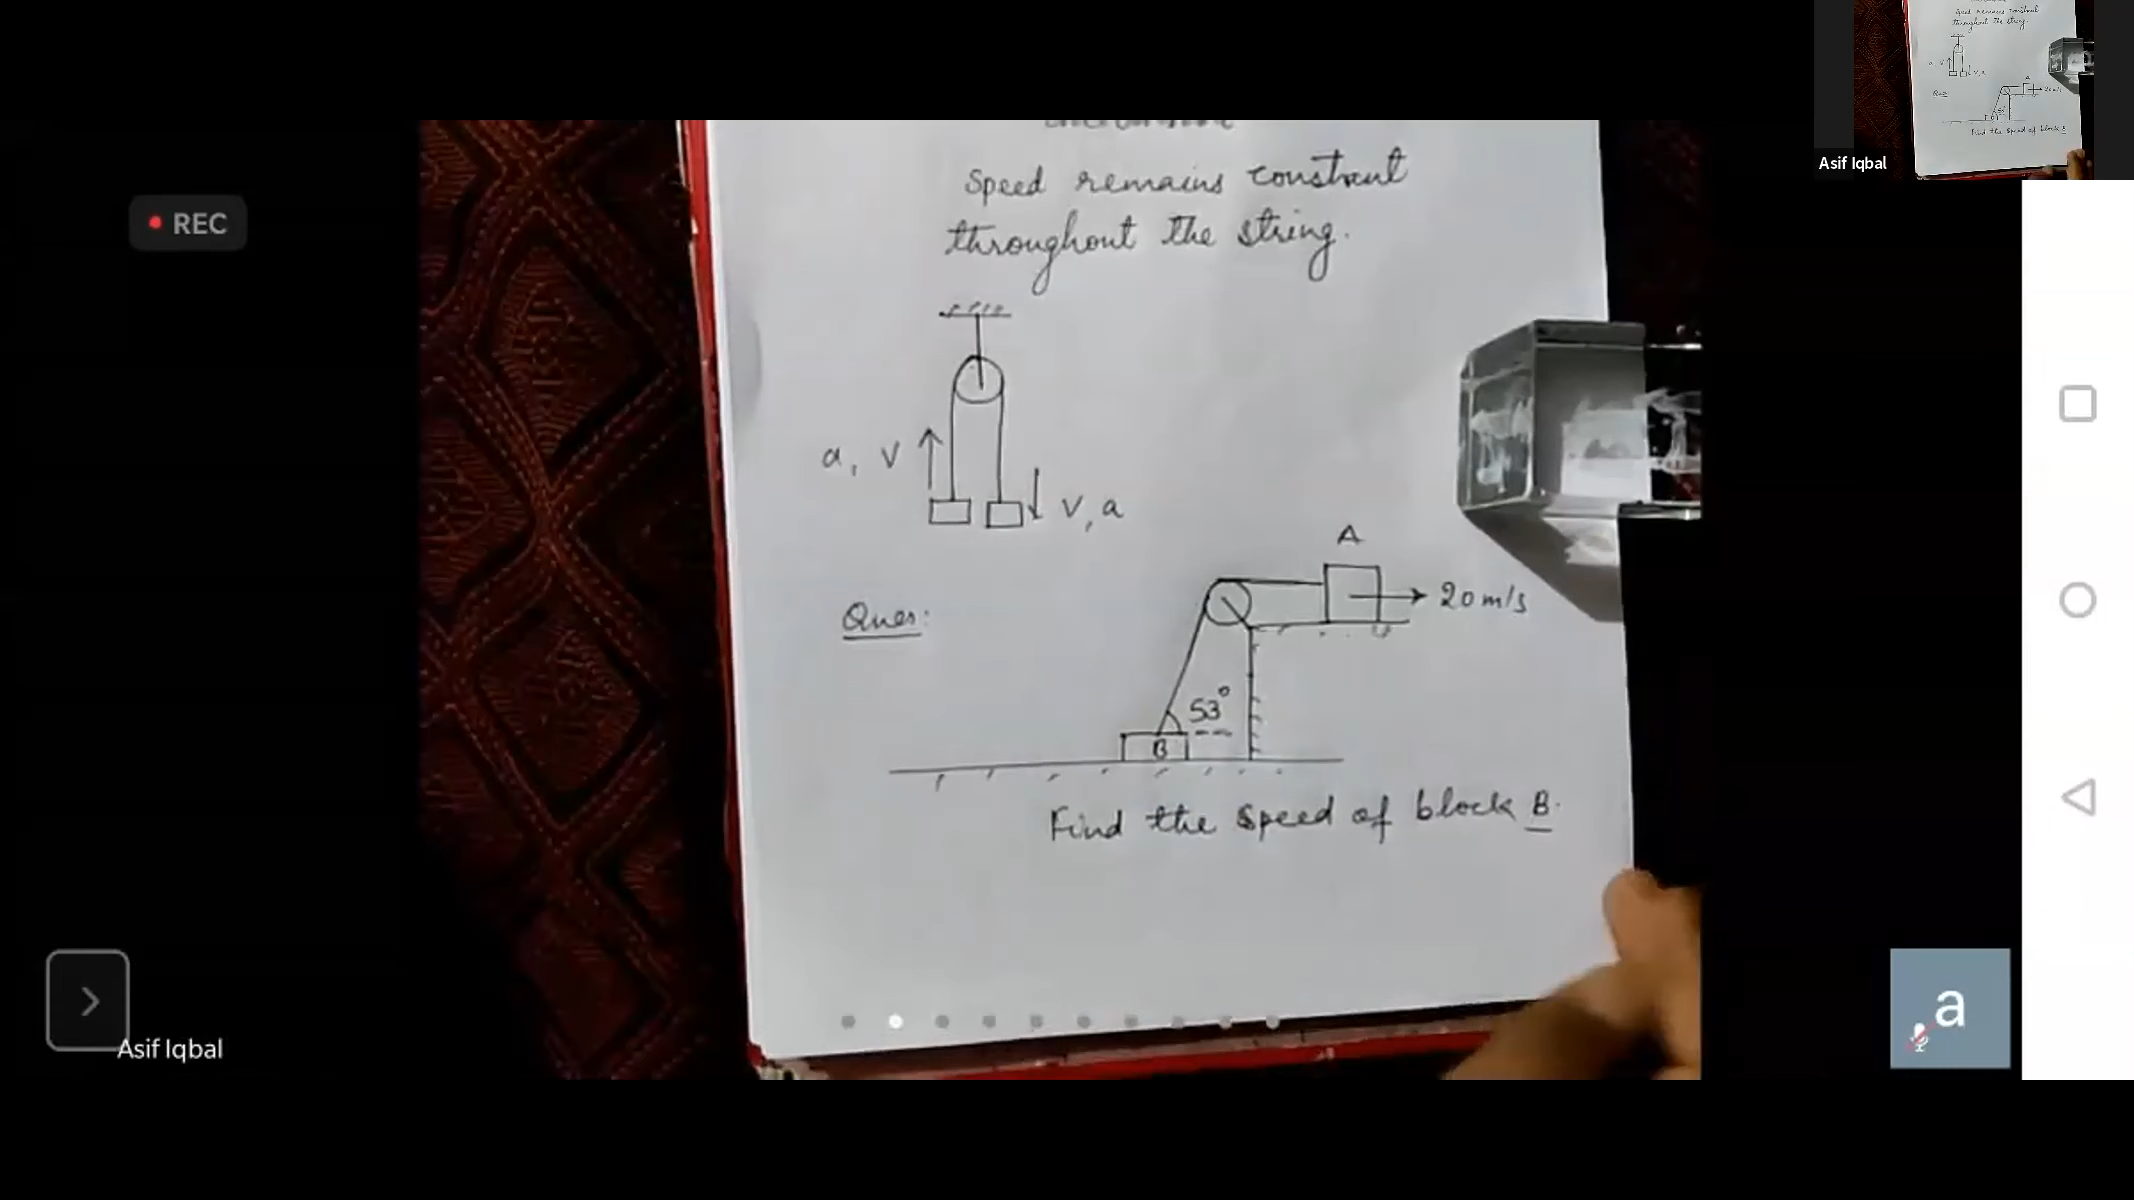 Asif Iqbal
REC
Speed remains constant
throughout the string.
a, v
v, a
A
20 m/s
Ques:
53°
B
Find the speed of block B.
Asif Iqbal
a